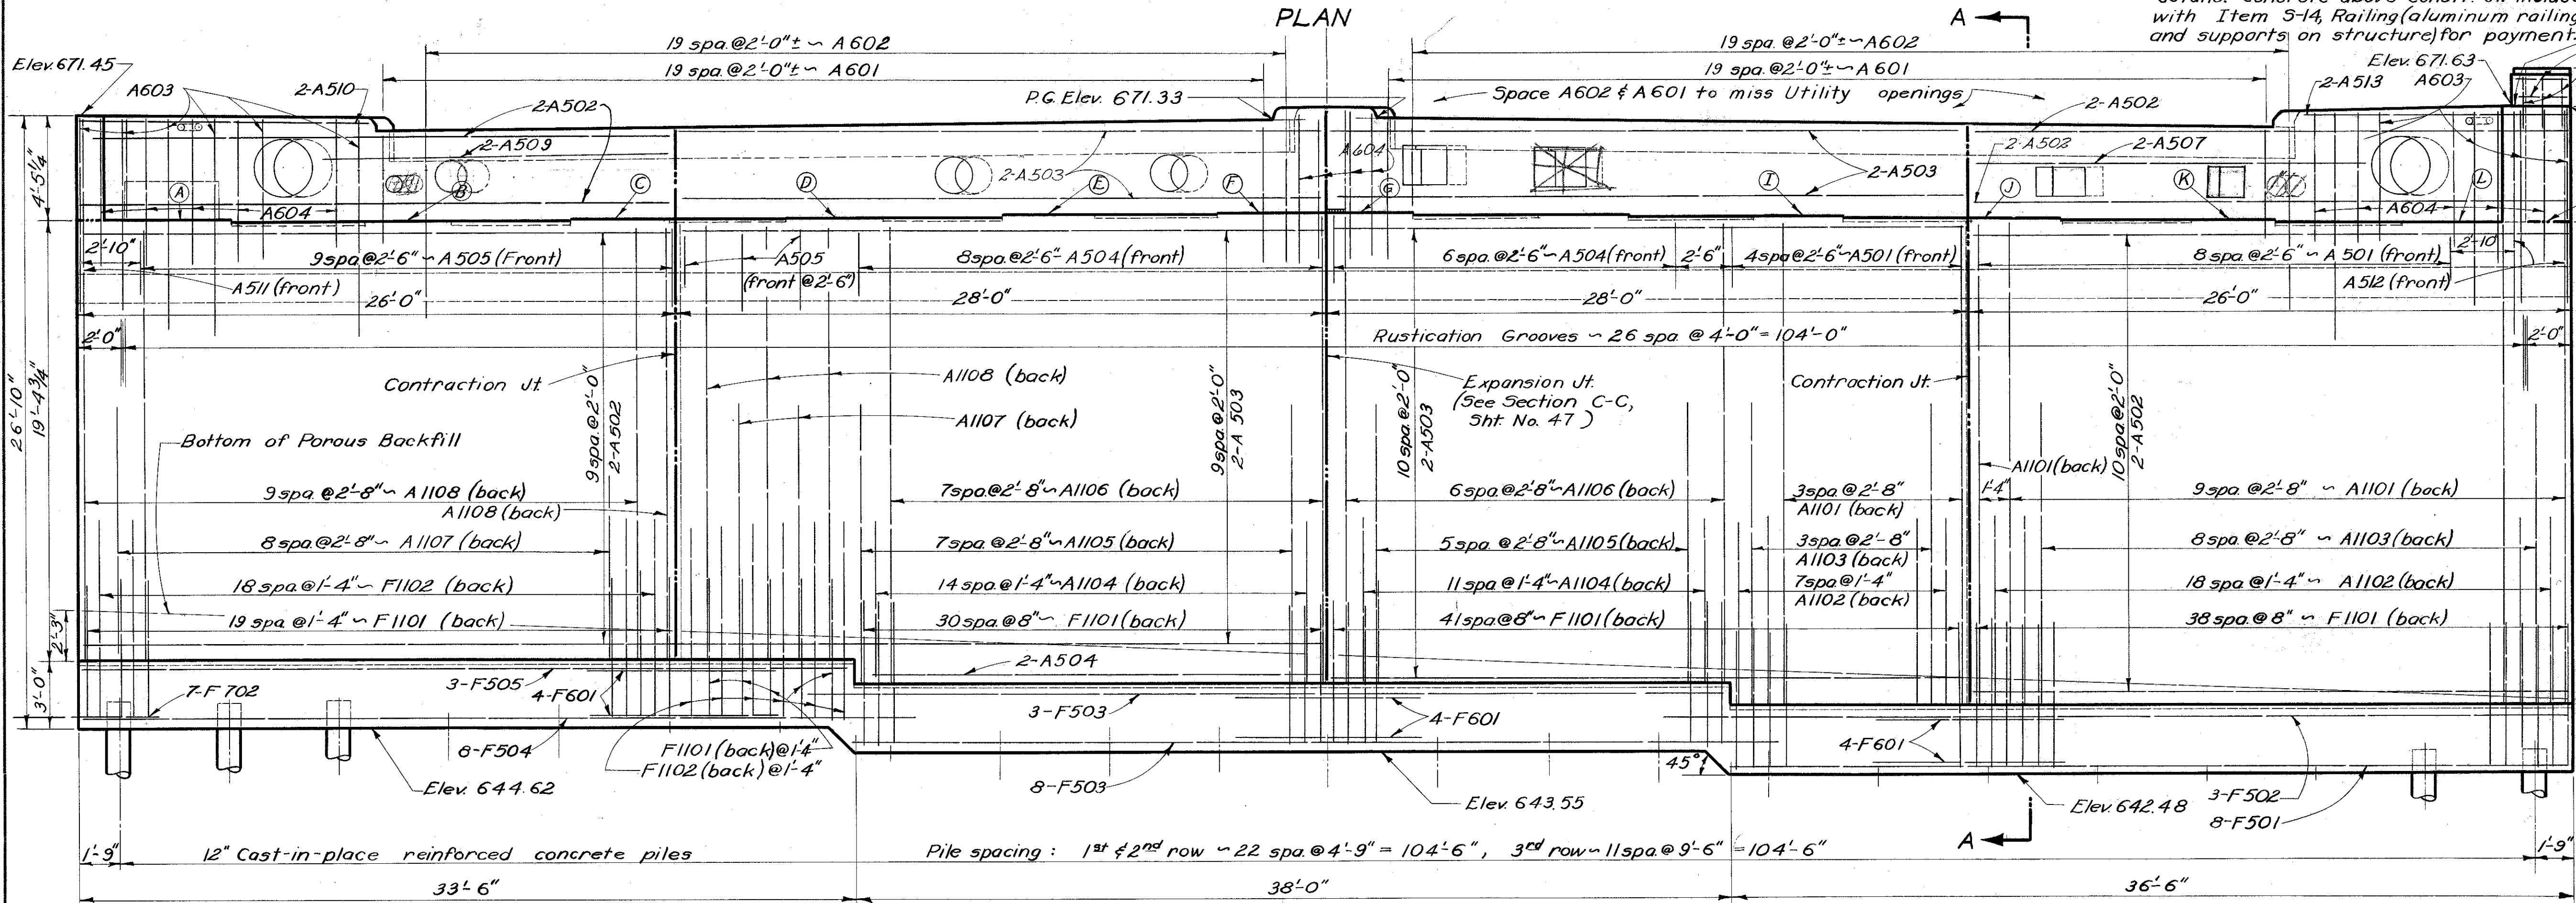 PLAN
A
details. Concrete above constr. Jt. include
with Item S-14, Railing (aluminum railing
and supports on structure) for payment.
19 spa.@2'-0"± ~ A602
19 spa.@2'-0"± ~ A602
Elev. 671.45
19 spa.@2'-0"± ~ A601
19 spa.@2'-0"± ~ A601
Elev. 671.63
A603
2-A510
2-A502
P.G. Elev. 671.33
Space A602 & A601 to miss Utility openings
2-A502
2-A513
A603
2-A509
2-A503
A604
2-A503
2-A503
2-A507
4'-5 1/4"
A
B
C
D
E
F
G
I
J
K
L
A604
A604
2'-10"
9 spa.@2'-6" ~ A505 (Front)
A505
(front @2'-6")
8 spa.@2'-6" A504 (front)
6 spa.@2'-6" ~ A504 (front)
2'-6"
4 spa@2'-6" ~ A501 (front)
8 spa.@2'-6" ~ A501 (front)
2'-10"
A511 (front)
A512 (front)
26'-0"
28'-0"
28'-0"
26'-0"
2'-0"
Rustication Grooves ~ 26 spa. @ 4'-0" = 104'-0"
2'-0"
26'-10"
19'-4 3/4"
Contraction Jt.
9 spa.@2'-0"
2-A502
A1108 (back)
A1107 (back)
9 spa.@2'-0"
2-A503
Expansion Jt.
(See Section C-C,
Sht. No. 47 )
10 spa.@2'-0"
2-A503
Contraction Jt.
10 spa.@2'-0"
2-A502
Bottom of Porous Backfill
A1101 (back)
9 spa.@2'-8" ~ A1108 (back)
7 spa.@2'-8" ~ A1106 (back)
6 spa.@2'-8" ~ A1106 (back)
3 spa.@2'-8"
A1101 (back)
1'-4"
9 spa.@2'-8" ~ A1101 (back)
A1108 (back)
8 spa.@2'-8" ~ A1107 (back)
7 spa.@2'-8" ~ A1105 (back)
5 spa.@2'-8" ~ A1105 (back)
3 spa.@2'-8"
A1103 (back)
8 spa.@2'-8" ~ A1103 (back)
18 spa.@1'-4" ~ F1102 (back)
14 spa.@1'-4" ~ A1104 (back)
11 spa@1'-4" ~ A1104 (back)
7 spa@1'-4"
A1102 (back)
18 spa.@1'-4" ~ A1102 (back)
2'-3"
19 spa.@1'-4" ~ F1101 (back)
30 spa.@8" ~ F1101 (back)
41 spa@8" ~ F1101 (back)
38 spa.@8" ~ F1101 (back)
2-A504
3'-0"
7-F702
3-F505
4-F601
3-F503
4-F601
4-F601
8-F504
F1101 (back)@1'-4"
F1102 (back)@1'-4"
45°
Elev. 644.62
8-F503
Elev. 643.55
Elev. 642.48
3-F502
8-F501
A
1'-9"
12" Cast-in-place reinforced concrete piles
Pile spacing : 1st & 2nd row ~ 22 spa.@4'-9" = 104'-6", 3rd row ~ 11 spa.@9'-6" = 104'-6"
1'-9"
33'-6"
38'-0"
36'-6"